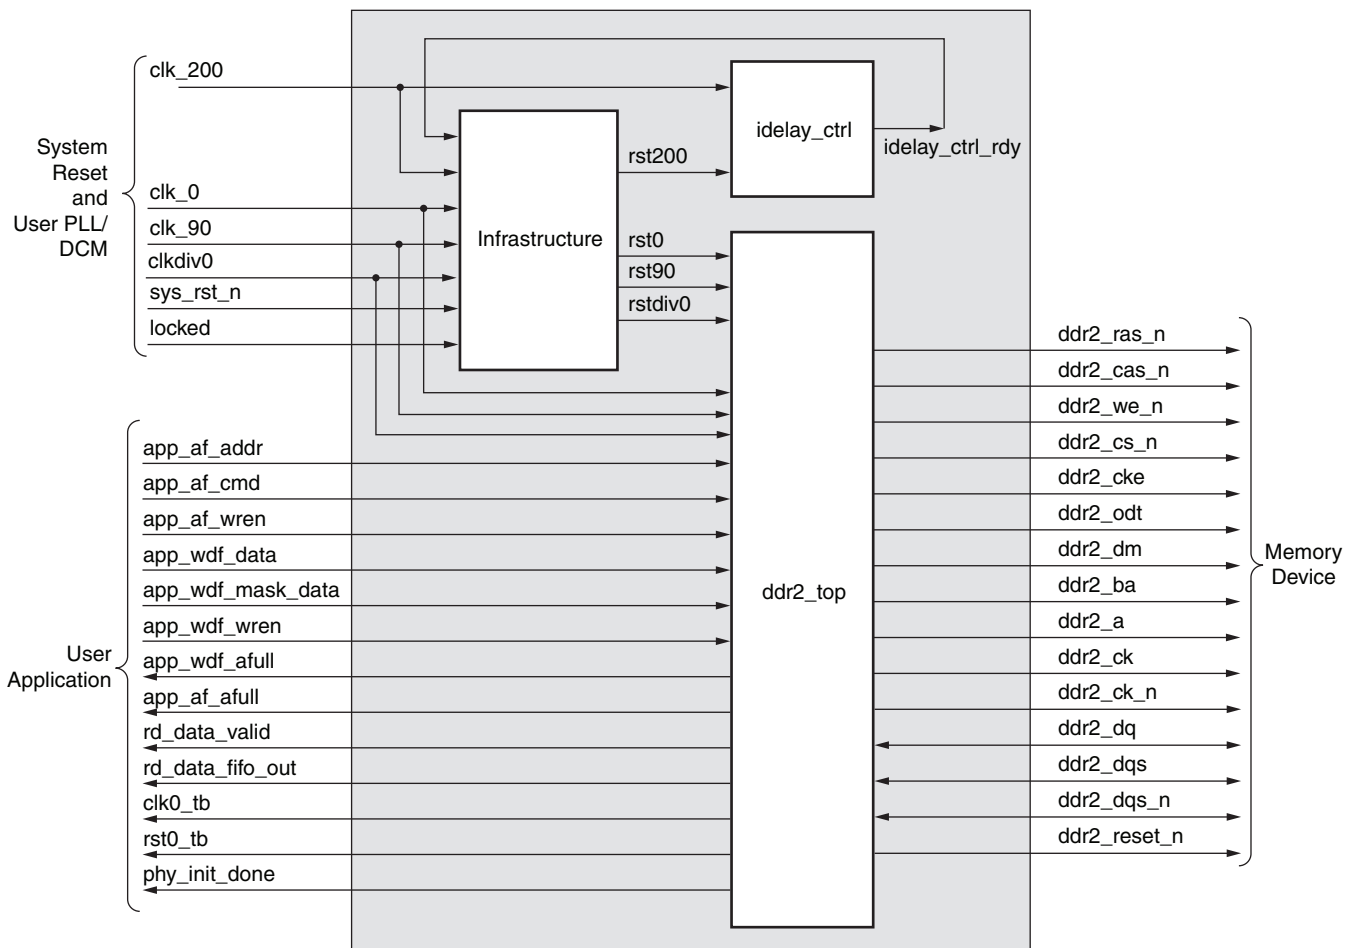 clk_200
System
Reset
and
User PLL/
DCM
clk_0
clk_90
clkdiv0
sys_rst_n
locked
Infrastructure
rst200
rst0
rst90
rstdiv0
idelay_ctrl
idelay_ctrl_rdy
User
Application
app_af_addr
app_af_cmd
app_af_wren
app_wdf_data
app_wdf_mask_data
app_wdf_wren
app_wdf_afull
app_af_afull
rd_data_valid
rd_data_fifo_out
clk0_tb
rst0_tb
phy_init_done
ddr2_top
ddr2_ras_n
ddr2_cas_n
ddr2_we_n
ddr2_cs_n
ddr2_cke
ddr2_odt
ddr2_dm
ddr2_ba
ddr2_a
ddr2_ck
ddr2_ck_n
ddr2_dq
ddr2_dqs
ddr2_dqs_n
ddr2_reset_n
Memory
Device